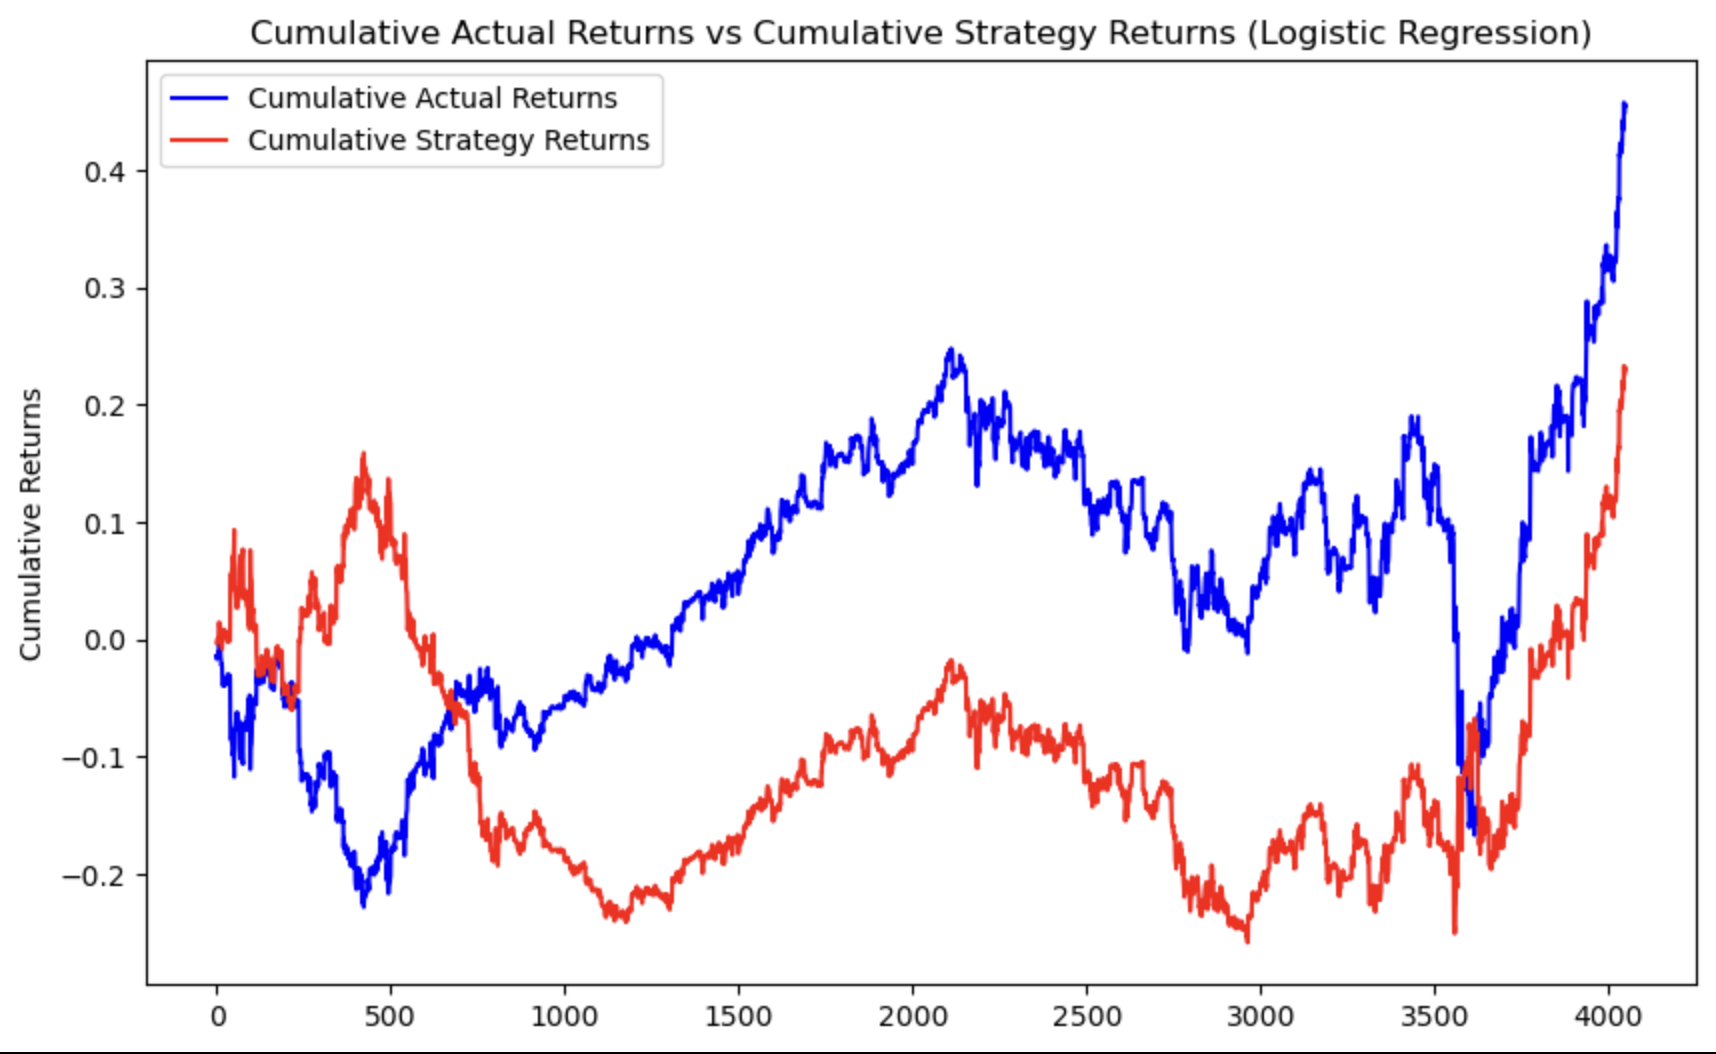 Cumulative Actual Returns vs Cumulative Strategy Returns (Logistic Regression)
Cumulative Actual Returns
Cumulative Strategy Returns
Cumulative Returns
0.4
0.3
0.2
0.1
0.0
−0.1
−0.2
0 500 1000 1500 2000 2500 3000 3500 4000